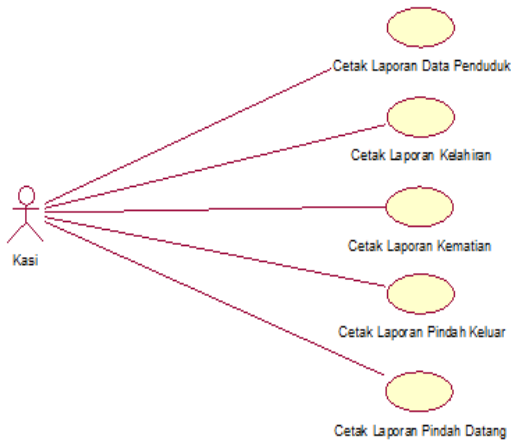 Cetak Laporan Data Penduduk
Cetak Laporan Kelahiran
Cetak Laporan Kematian
Kasi
Cetak Laporan Pindah Keluar
Cetak Laporan Pindah Datang